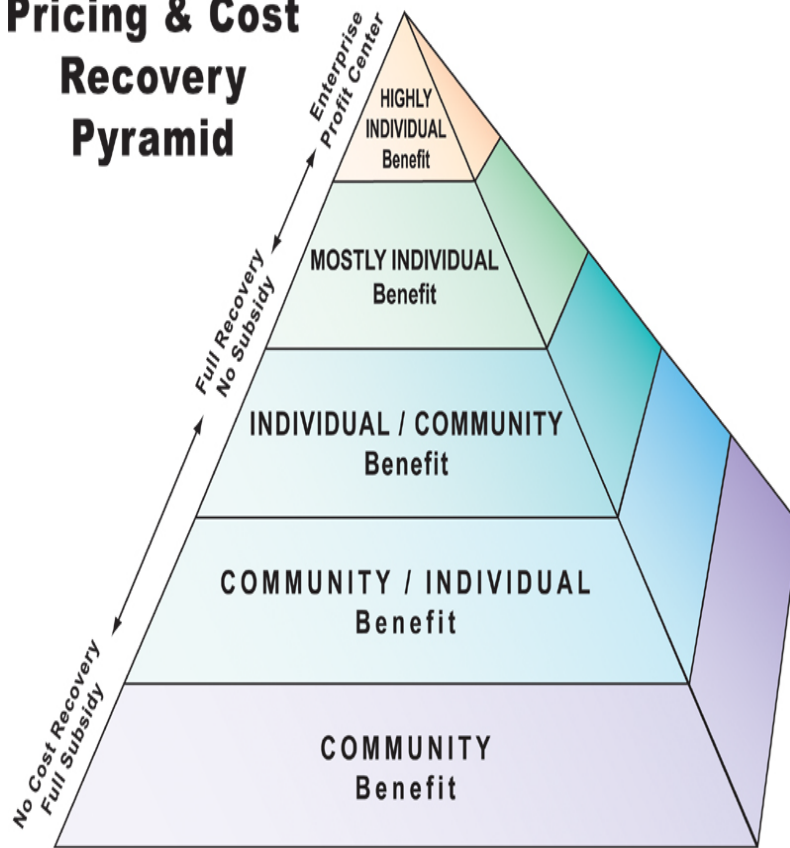 Pricing & Cost
Recovery
Pyramid
Enterprise
Profit Center
HIGHLY
INDIVIDUAL
Benefit
MOSTLY INDIVIDUAL
Benefit
Full Recovery
No Subsidy
INDIVIDUAL / COMMUNITY
Benefit
COMMUNITY / INDIVIDUAL
Benefit
No Cost Recovery
Full Subsidy
COMMUNITY
Benefit